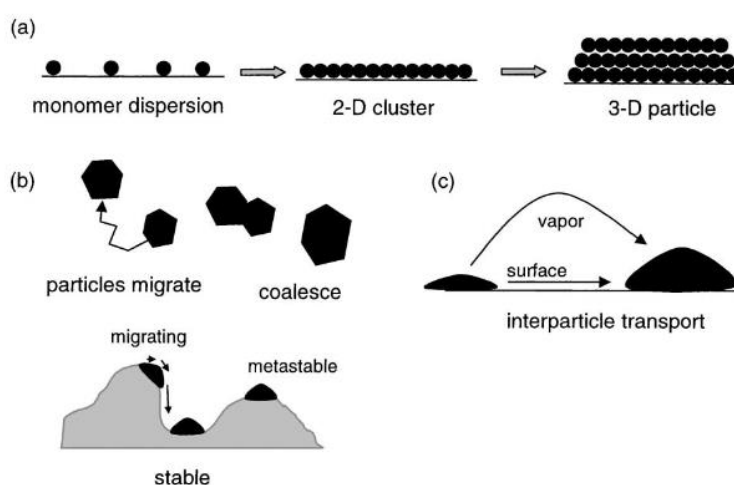 (a)
monomer dispersion
2-D cluster
3-D particle
(b)
particles migrate
coalesce
migrating
metastable
stable
(c)
vapor
surface
interparticle transport